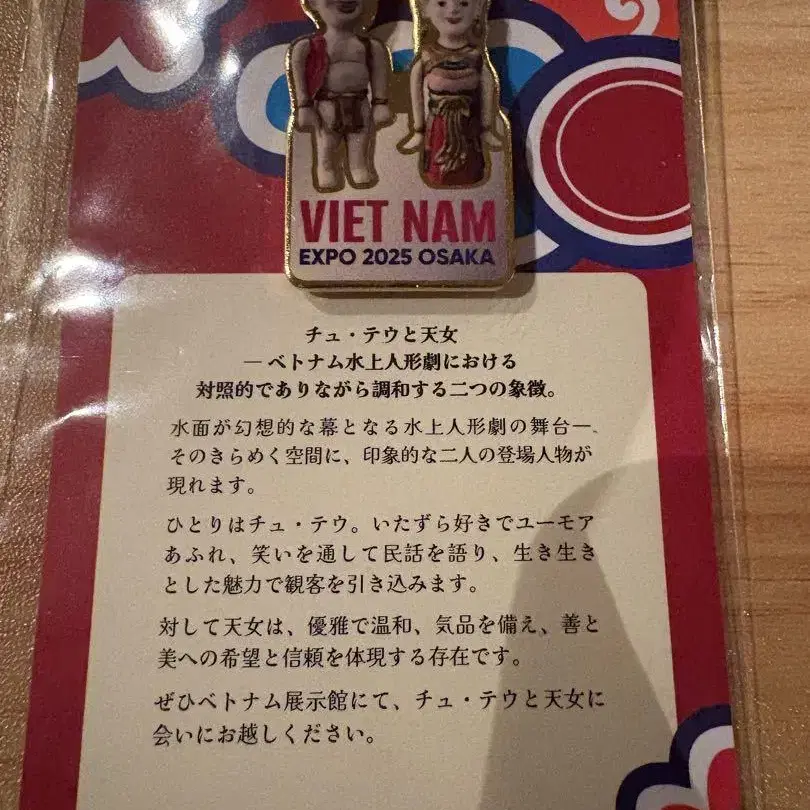 VIET NAM
EXPO 2025 OSAKA
チュ・テウと天女
― ベトナム水上人形劇における
対照的でありながら調和する二つの象徴。
水面が幻想的な幕となる水上人形劇の舞台―、
そのきらめく空間に、印象的な二人の登場人物が
現れます。
ひとりはチュ・テウ。いたずら好きでユーモア
あふれ、笑いを通して民話を語り、生き生き
とした魅力で観客を引き込みます。
対して天女は、優雅で温和、気品を備え、善と
美への希望と信頼を体現する存在です。
ぜひベトナム展示館にて、チュ・テウと天女に
会いにお越しください。